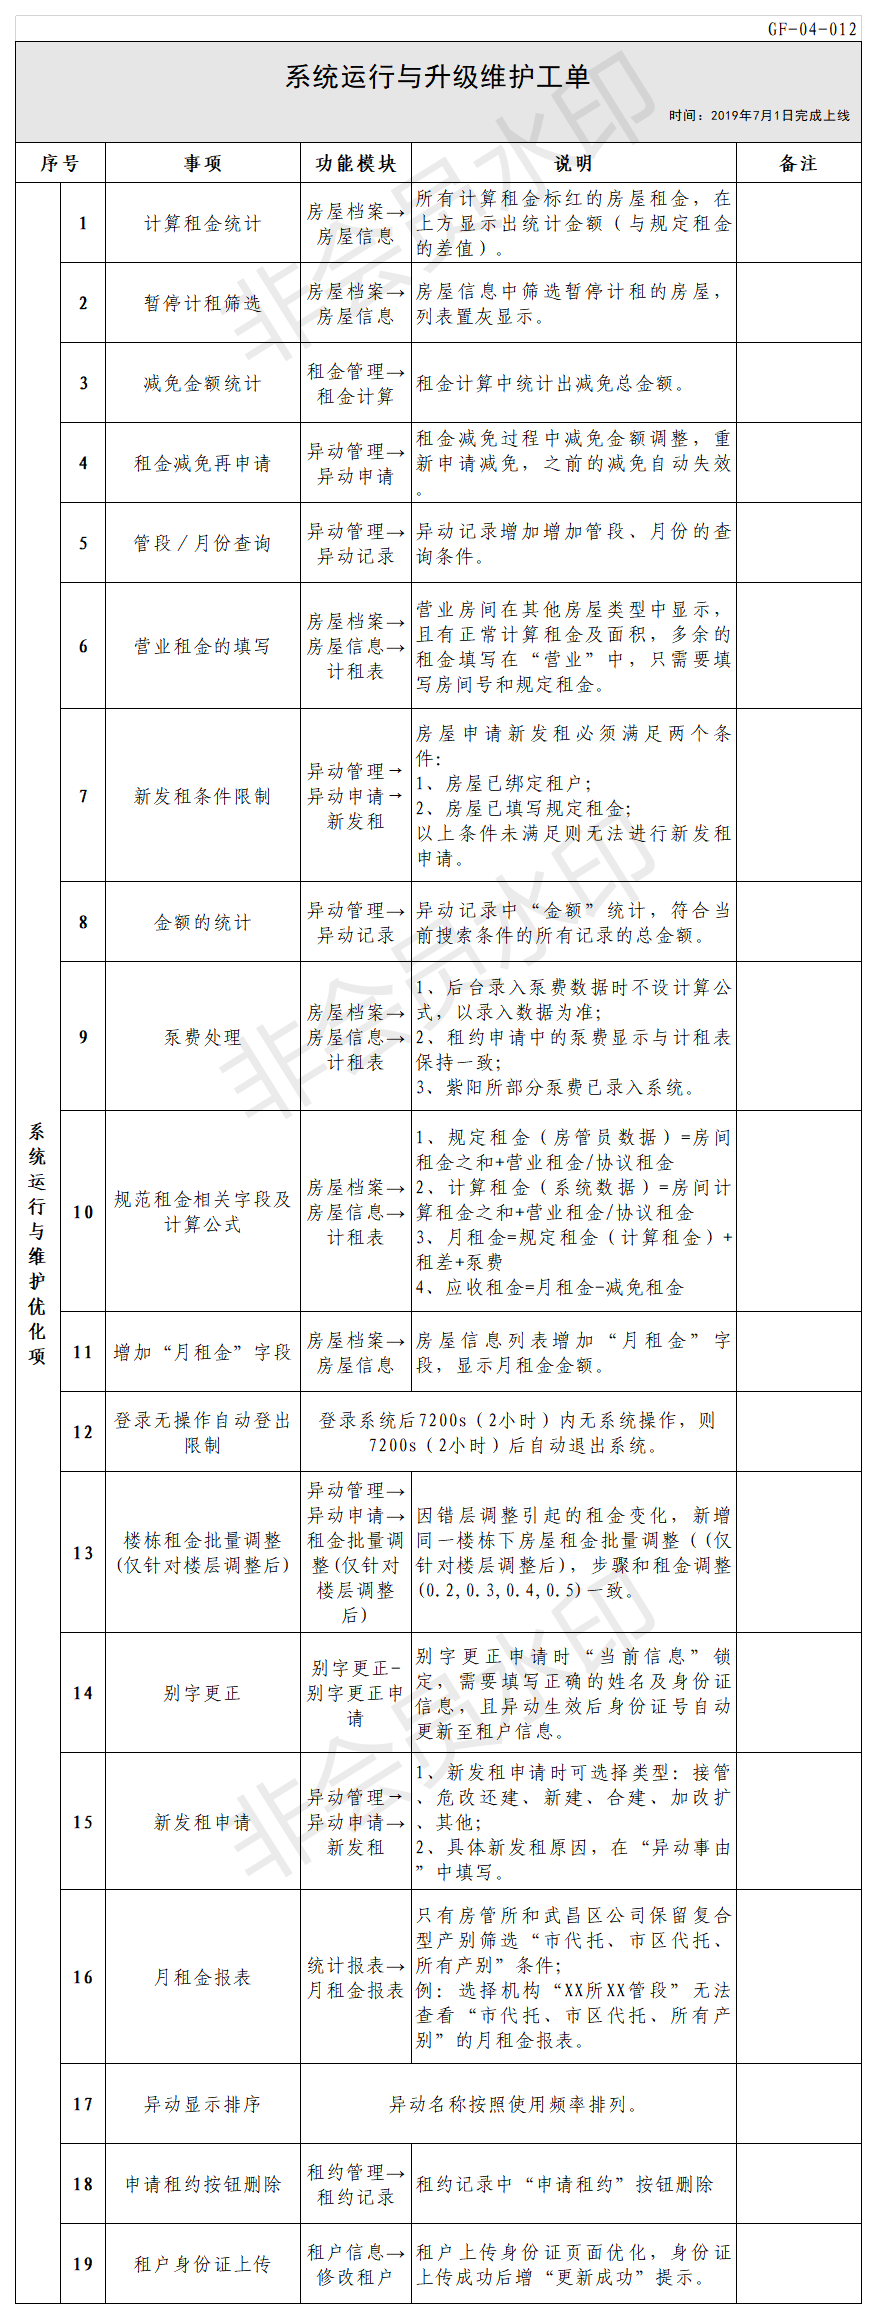 GF-04-012
系统运行与升级维护工单
时间：2019年7月1日完成上线
序号 事项 功能模块 说明 备注
系统运行与维护优化项
1 计算租金统计
房屋档案→
房屋信息
所有计算租金标红的房屋租金，在
上方显示出统计金额（与规定租金
的差值）。
2 暂停计租筛选
房屋档案→
房屋信息
房屋信息中筛选暂停计租的房屋，
列表置灰显示。
3 减免金额统计
租金管理→
租金计算
租金计算中统计出减免总金额。
4 租金减免再申请
异动管理→
异动申请
租金减免过程中减免金额调整，重
新申请减免，之前的减免自动失效
。
5 管段／月份查询
异动管理→
异动记录
异动记录增加增加管段、月份的查
询条件。
6 营业租金的填写
房屋档案→
房屋信息→
计租表
营业房间在其他房屋类型中显示，
且有正常计算租金及面积，多余的
租金填写在“营业”中，只需要填
写房间号和规定租金。
7 新发租条件限制
异动管理→
异动申请→
新发租
房屋申请新发租必须满足两个条
件：
1、房屋已绑定租户；
2、房屋已填写规定租金；
以上条件未满足则无法进行新发租
申请。
8 金额的统计
异动管理→
异动记录
异动记录中“金额”统计，符合当
前搜索条件的所有记录的总金额。
9 泵费处理
房屋档案→
房屋信息→
计租表
1、后台录入泵费数据时不设计算公
式，以录入数据为准；
2、租约申请中的泵费显示与计租表
保持一致；
3、紫阳所部分泵费已录入系统。
10 规范租金相关字段及
计算公式
房屋档案→
房屋信息→
计租表
1、规定租金（房管员数据）=房间
租金之和+营业租金/协议租金
2、计算租金（系统数据）=房间计
算租金之和+营业租金/协议租金
3、月租金=规定租金（计算租金）+
租差+泵费
4、应收租金=月租金-减免租金
11 增加“月租金”字段
房屋档案→
房屋信息
房屋信息列表增加“月租金”字
段，显示月租金金额。
12 登录无操作自动登出
限制
登录系统后7200s（2小时）内无系统操作，则
7200s（2小时）后自动退出系统。
13 楼栋租金批量调整
(仅针对楼层调整后)
异动管理→
异动申请→
租金批量调
整(仅针对
楼层调整
后)
因错层调整引起的租金变化，新增
同一楼栋下房屋租金批量调整（(仅
针对楼层调整后)，步骤和租金调整
(0.2,0.3,0.4,0.5)一致。
14 别字更正
别字更正-
别字更正申
请
别字更正申请时“当前信息”锁
定，需要填写正确的姓名及身份证
信息，且异动生效后身份证号自动
更新至租户信息。
15 新发租申请
异动管理→
异动申请→
新发租
1、新发租申请时可选择类型：接管
、危改还建、新建、合建、加改扩
、其他；
2、具体新发租原因，在“异动事由
”中填写。
16 月租金报表
统计报表→
月租金报表
只有房管所和武昌区公司保留复合
型产别筛选“市代托、市区代托、
所有产别”条件；
例：选择机构“XX所XX管段”无法
查看“市代托、市区代托、所有产
别”的月租金报表。
17 异动显示排序
异动名称按照使用频率排列。
18 申请租约按钮删除
租约管理→
租约记录
租约记录中“申请租约”按钮删除
19 租户身份证上传
租户信息→
修改租户
租户上传身份证页面优化，身份证
上传成功后增“更新成功”提示。
非会员水印
非会员水印
非会员水印